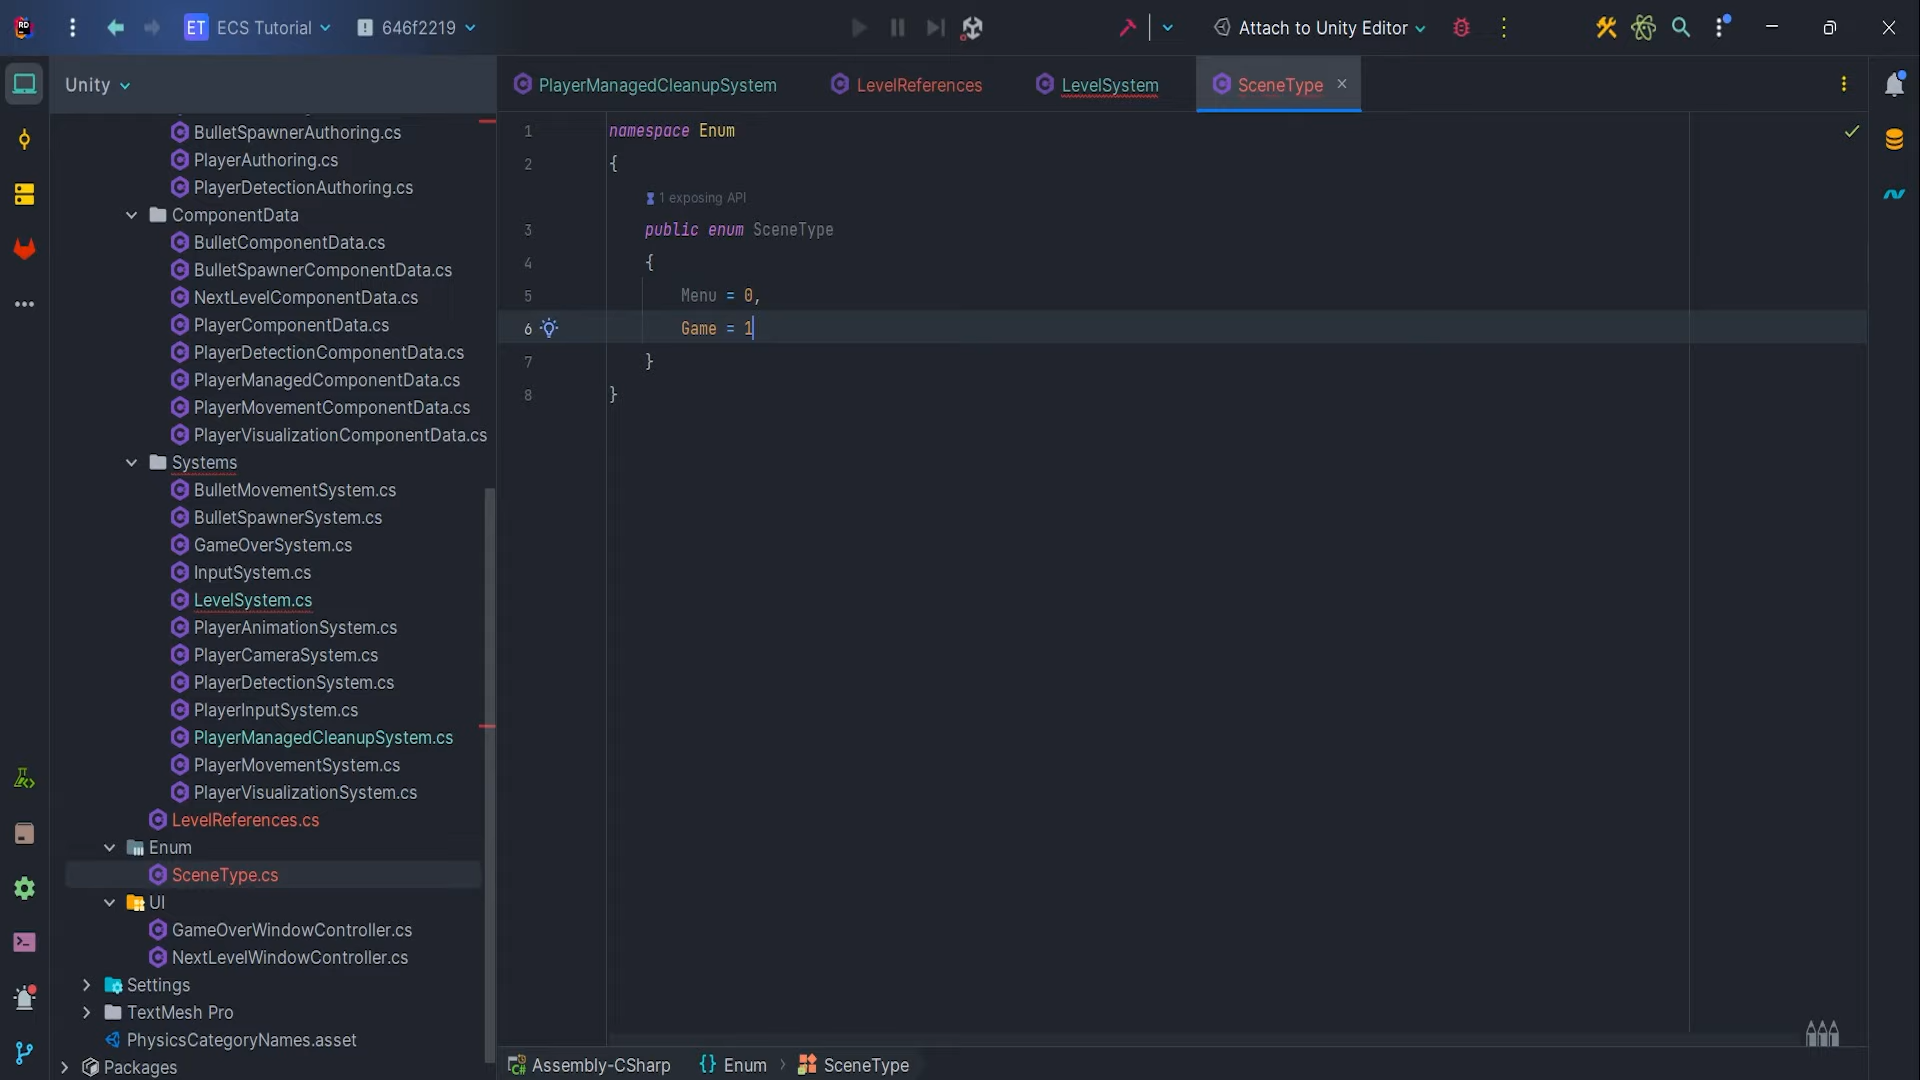 RD
ET ECS Tutorial
646f2219
Attach to Unity Editor
Unity
PlayerManagedCleanupSystem
LevelReferences
LevelSystem
SceneType
BulletSpawnerAuthoring.cs
PlayerAuthoring.cs
PlayerDetectionAuthoring.cs
ComponentData
BulletComponentData.cs
BulletSpawnerComponentData.cs
NextLevelComponentData.cs
PlayerComponentData.cs
PlayerDetectionComponentData.cs
PlayerManagedComponentData.cs
PlayerMovementComponentData.cs
PlayerVisualizationComponentData.cs
Systems
BulletMovementSystem.cs
BulletSpawnerSystem.cs
GameOverSystem.cs
InputSystem.cs
LevelSystem.cs
PlayerAnimationSystem.cs
PlayerCameraSystem.cs
PlayerDetectionSystem.cs
PlayerInputSystem.cs
PlayerManagedCleanupSystem.cs
PlayerMovementSystem.cs
PlayerVisualizationSystem.cs
LevelReferences.cs
Enum
SceneType.cs
UI
GameOverWindowController.cs
NextLevelWindowController.cs
Settings
TextMesh Pro
PhysicsCategoryNames.asset
Packages
1 namespace Enum
2 {
1 exposing API
3 public enum SceneType
4 {
5 Menu = 0,
6 Game = 1
7 }
8 }
Assembly-CSharp
{} Enum
SceneType